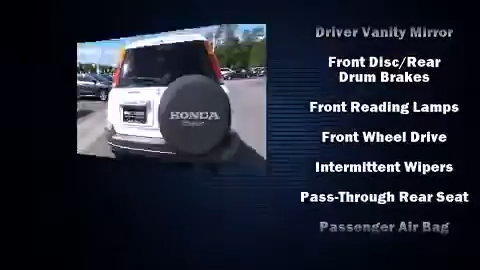 Driver Vanity Mirror
Front Disc/Rear
Drum Brakes
Front Reading Lamps
Front Wheel Drive
Intermittent Wipers
Pass-Through Rear Seat
Passenger Air Bag
HONDA